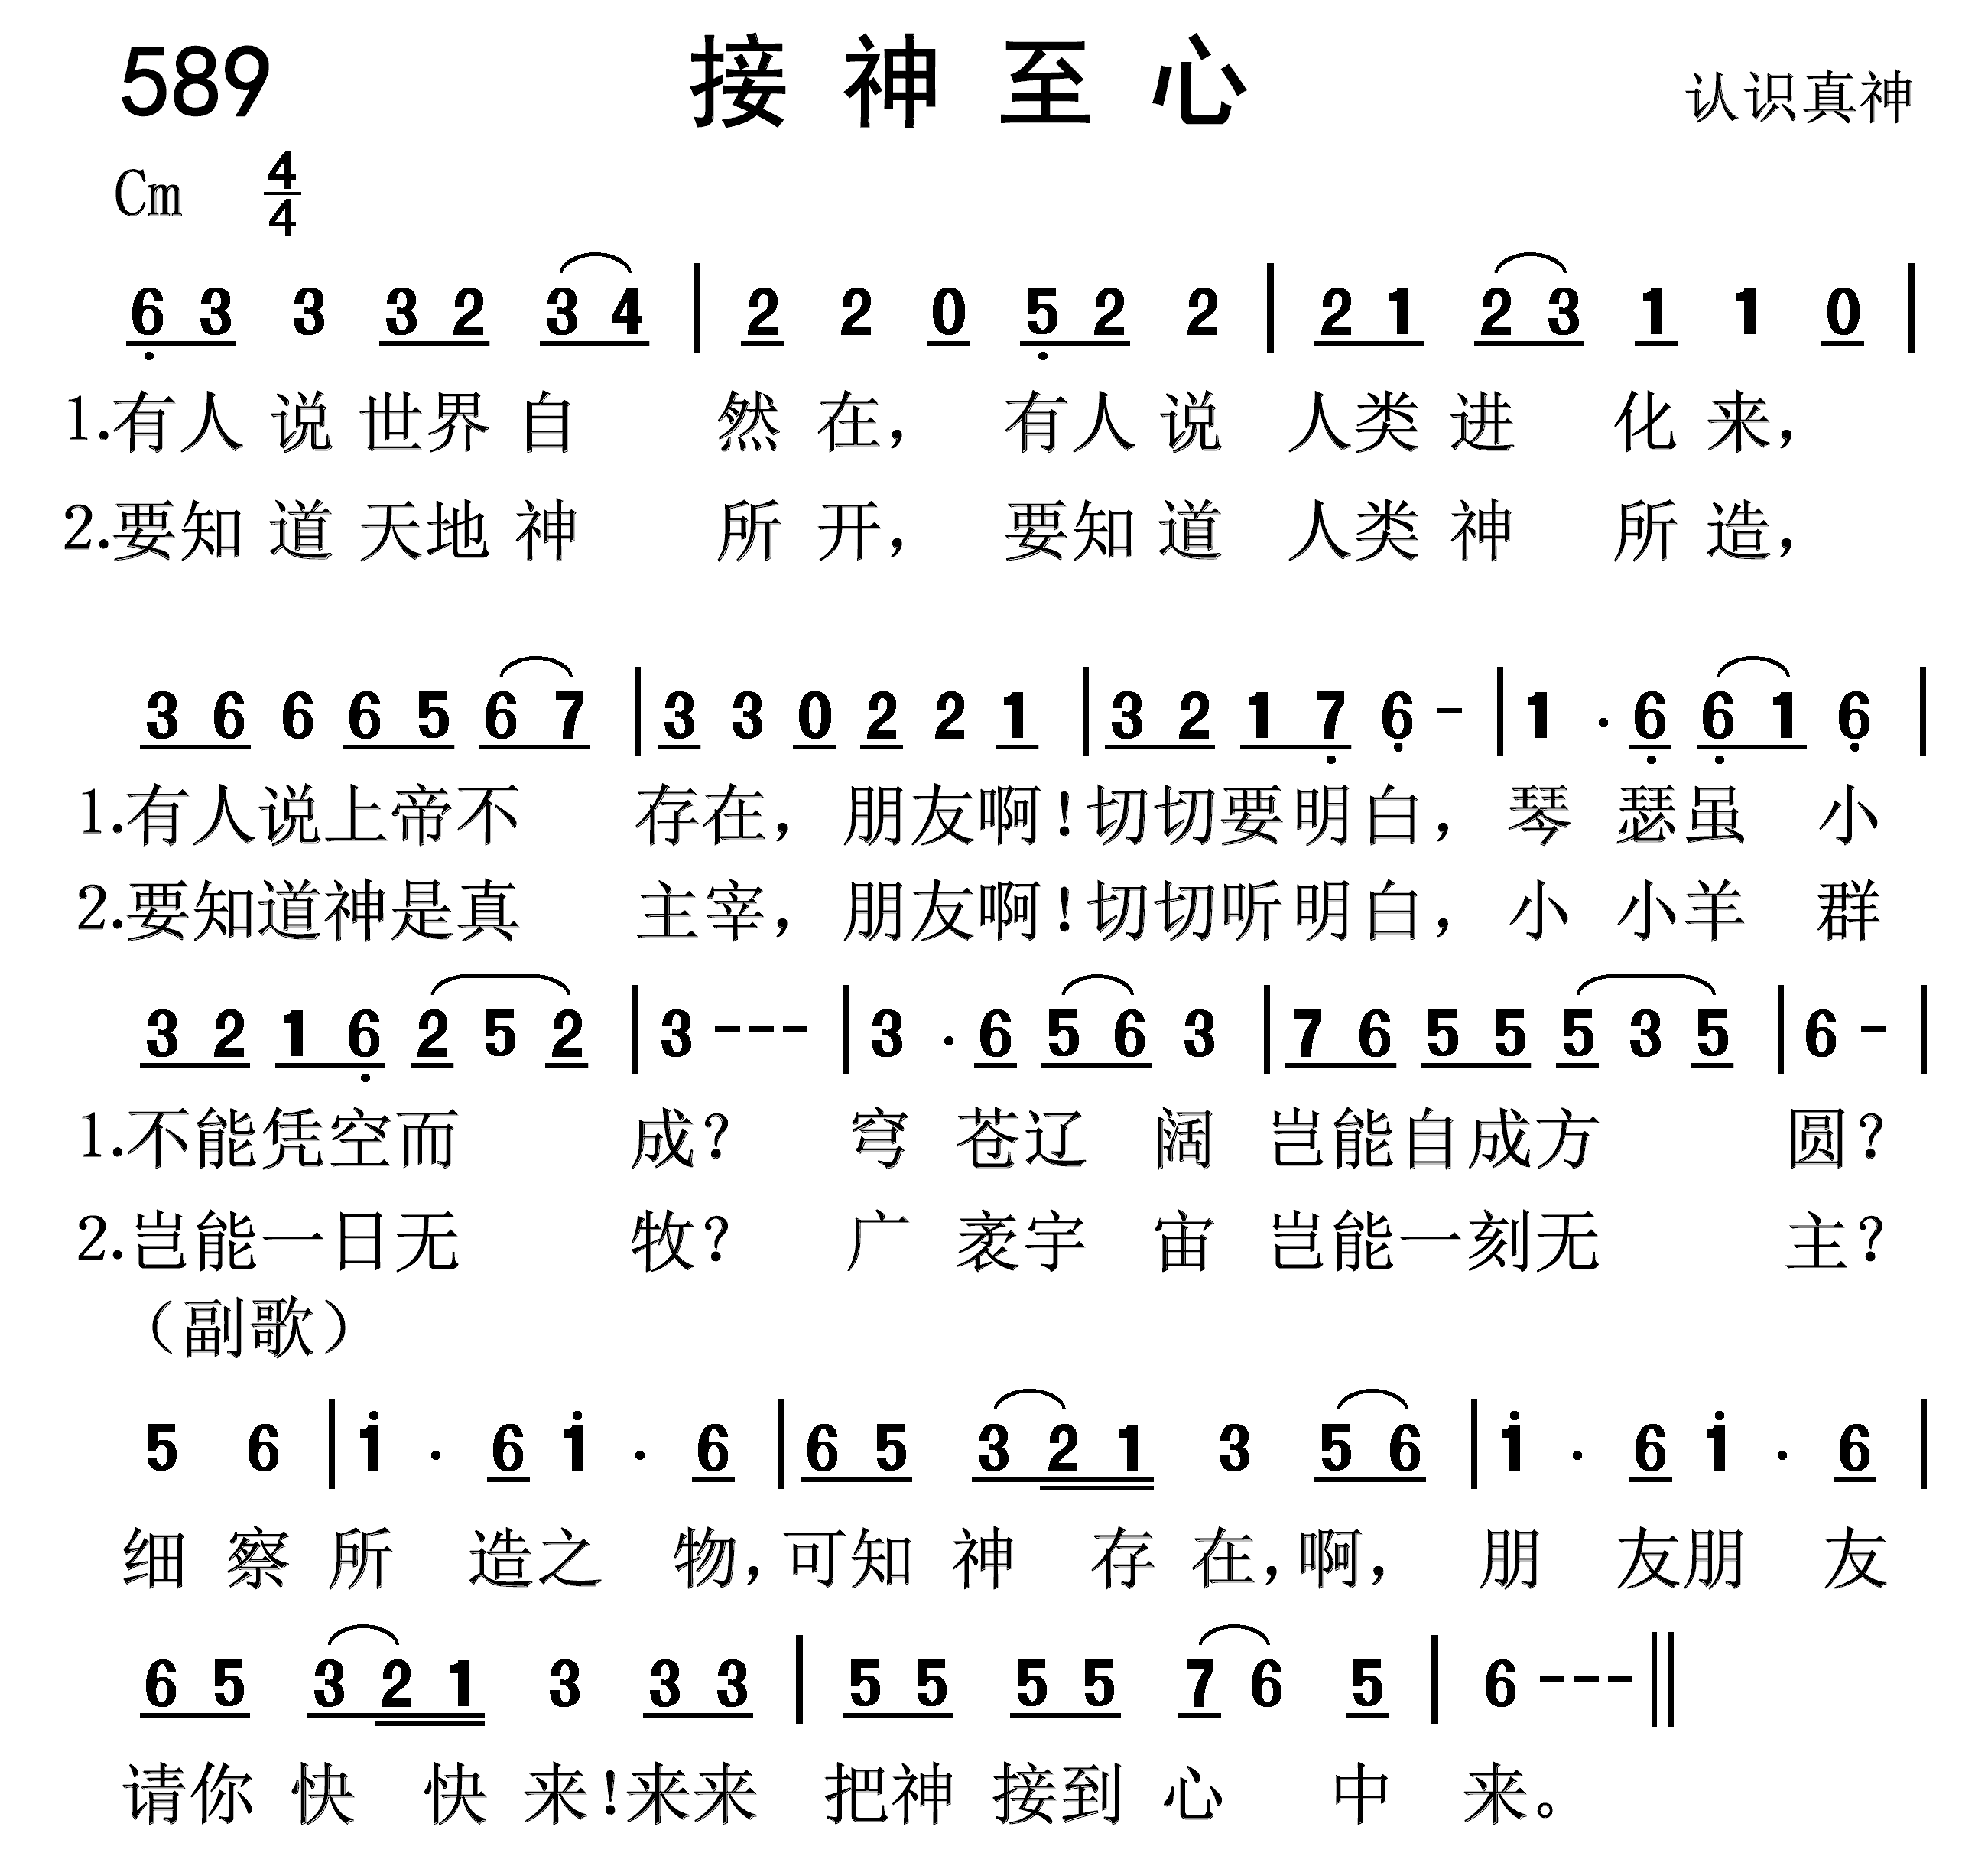 589 接神至心 认识真神
Cm 4/4
6 3 3 3 2 3 4 | 2 2 0 5 2 2 | 2 1 2 3 1 1 0 |
1.有人说世界自然在，有人说人类进化来，
2.要知道天地神所开，要知道人类神所造，
3 6 6 6 5 6 7 | 3 3 0 2 2 1 | 3 2 1 7 6 - | 1 · 6 6 1 6 |
1.有人说上帝不存在，朋友啊！切切要明白，琴瑟虽小
2.要知道神是真主宰，朋友啊！切切听明白，小小羊群
3 2 1 6 2 5 2 | 3 - - - | 3 · 6 5 6 3 | 7 6 5 5 5 3 5 | 6 - |
1.不能凭空而成？穹苍辽阔岂能自成方圆？
2.岂能一日无牧？广袤宇宙岂能一刻无主？
（副歌）
5 6 | i · 6 i · 6 | 6 5 3 2 1 3 5 6 | i · 6 i · 6 |
细察所造之物，可知神存在，啊，朋友朋友
6 5 3 2 1 3 3 3 | 5 5 5 5 7 6 5 | 6 - - - ‖
请你快快来！来来把神接到心中来。